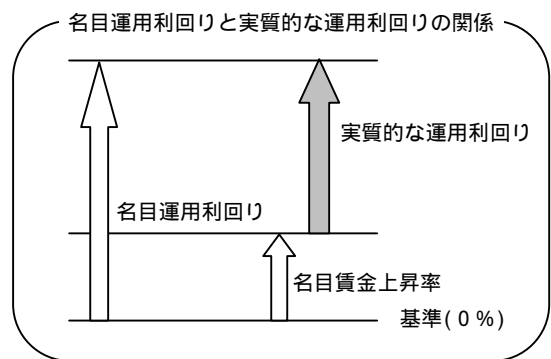 名目運用利回りと実質的な運用利回りの関係
実質的な運用利回り
名目運用利回り
名目賃金上昇率
基準(0%)